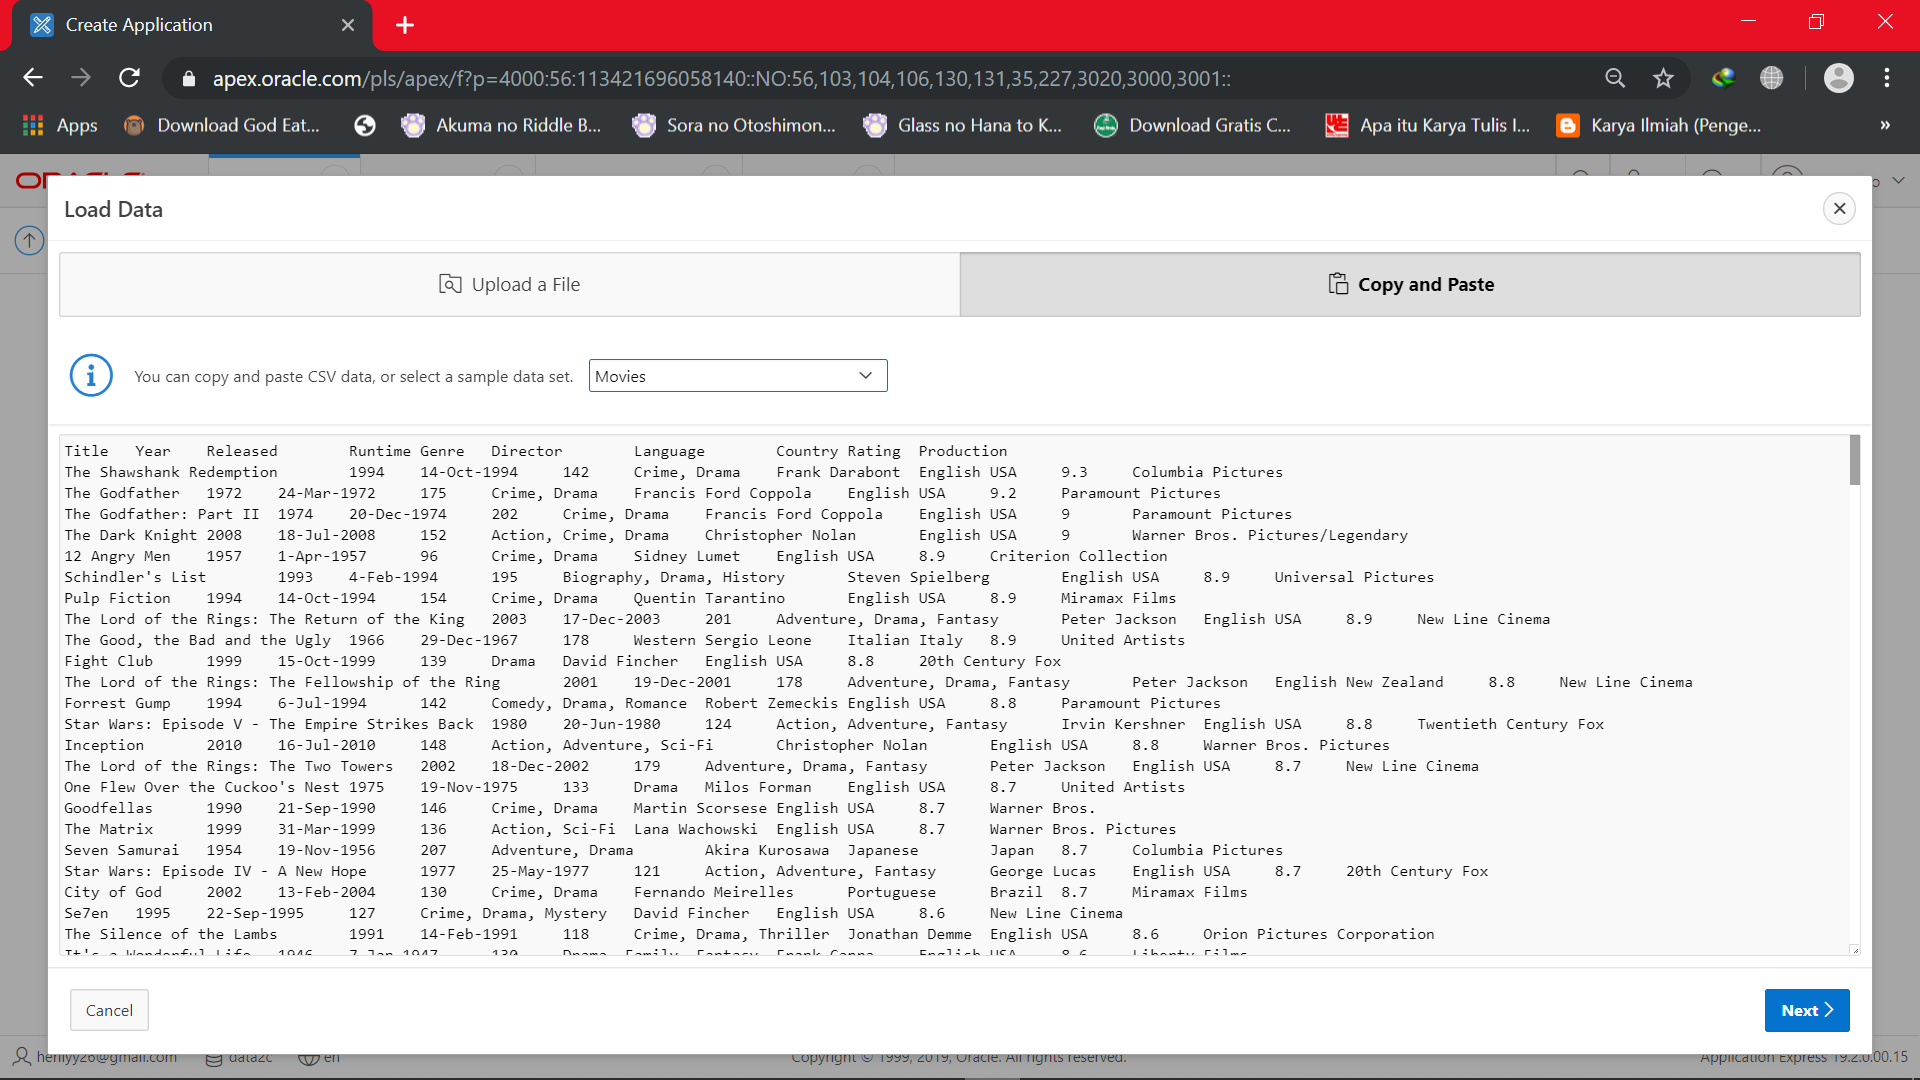 Create Application
apex.oracle.com/pls/apex/f?p=4000:56:113421696058140::NO:56,103,104,106,130,131,35,227,3020,3000,3001::
Apps Download God Eat... Akuma no Riddle B... Sora no Otoshimon... Glass no Hana to K... Download Gratis C... Apa itu Karya Tulis I... Karya Ilmiah (Penge... »
Load Data
Upload a File Copy and Paste
You can copy and paste CSV data, or select a sample data set. Movies
Title Year Released Runtime Genre Director Language Country Rating Production
The Shawshank Redemption 1994 14-Oct-1994 142 Crime, Drama Frank Darabont English USA 9.3 Columbia Pictures
The Godfather 1972 24-Mar-1972 175 Crime, Drama Francis Ford Coppola English USA 9.2 Paramount Pictures
The Godfather: Part II 1974 20-Dec-1974 202 Crime, Drama Francis Ford Coppola English USA 9 Paramount Pictures
The Dark Knight 2008 18-Jul-2008 152 Action, Crime, Drama Christopher Nolan English USA 9 Warner Bros. Pictures/Legendary
12 Angry Men 1957 1-Apr-1957 96 Crime, Drama Sidney Lumet English USA 8.9 Criterion Collection
Schindler's List 1993 4-Feb-1994 195 Biography, Drama, History Steven Spielberg English USA 8.9 Universal Pictures
Pulp Fiction 1994 14-Oct-1994 154 Crime, Drama Quentin Tarantino English USA 8.9 Miramax Films
The Lord of the Rings: The Return of the King 2003 17-Dec-2003 201 Adventure, Drama, Fantasy Peter Jackson English USA 8.9 New Line Cinema
The Good, the Bad and the Ugly 1966 29-Dec-1967 178 Western Sergio Leone Italian Italy 8.9 United Artists
Fight Club 1999 15-Oct-1999 139 Drama David Fincher English USA 8.8 20th Century Fox
The Lord of the Rings: The Fellowship of the Ring 2001 19-Dec-2001 178 Adventure, Drama, Fantasy Peter Jackson English New Zealand 8.8 New Line Cinema
Forrest Gump 1994 6-Jul-1994 142 Comedy, Drama, Romance Robert Zemeckis English USA 8.8 Paramount Pictures
Star Wars: Episode V - The Empire Strikes Back 1980 20-Jun-1980 124 Action, Adventure, Fantasy Irvin Kershner English USA 8.8 Twentieth Century Fox
Inception 2010 16-Jul-2010 148 Action, Adventure, Sci-Fi Christopher Nolan English USA 8.8 Warner Bros. Pictures
The Lord of the Rings: The Two Towers 2002 18-Dec-2002 179 Adventure, Drama, Fantasy Peter Jackson English USA 8.7 New Line Cinema
One Flew Over the Cuckoo's Nest 1975 19-Nov-1975 133 Drama Milos Forman English USA 8.7 United Artists
Goodfellas 1990 21-Sep-1990 146 Crime, Drama Martin Scorsese English USA 8.7 Warner Bros.
The Matrix 1999 31-Mar-1999 136 Action, Sci-Fi Lana Wachowski English USA 8.7 Warner Bros. Pictures
Seven Samurai 1954 19-Nov-1956 207 Adventure, Drama Akira Kurosawa Japanese Japan 8.7 Columbia Pictures
Star Wars: Episode IV - A New Hope 1977 25-May-1977 121 Action, Adventure, Fantasy George Lucas English USA 8.7 20th Century Fox
City of God 2002 13-Feb-2004 130 Crime, Drama Fernando Meirelles Portuguese Brazil 8.7 Miramax Films
Se7en 1995 22-Sep-1995 127 Crime, Drama, Mystery David Fincher English USA 8.6 New Line Cinema
The Silence of the Lambs 1991 14-Feb-1991 118 Crime, Drama, Thriller Jonathan Demme English USA 8.6 Orion Pictures Corporation
It's a Wonderful Life 1946 7-Jan-1947 130 Drama, Family, Fantasy Frank Capra English USA 8.6 Liberty Films
Cancel Next
henlyy26@gmail.com data2c en Copyright © 1999, 2019, Oracle. All rights reserved. Application Express 19.2.0.00.15